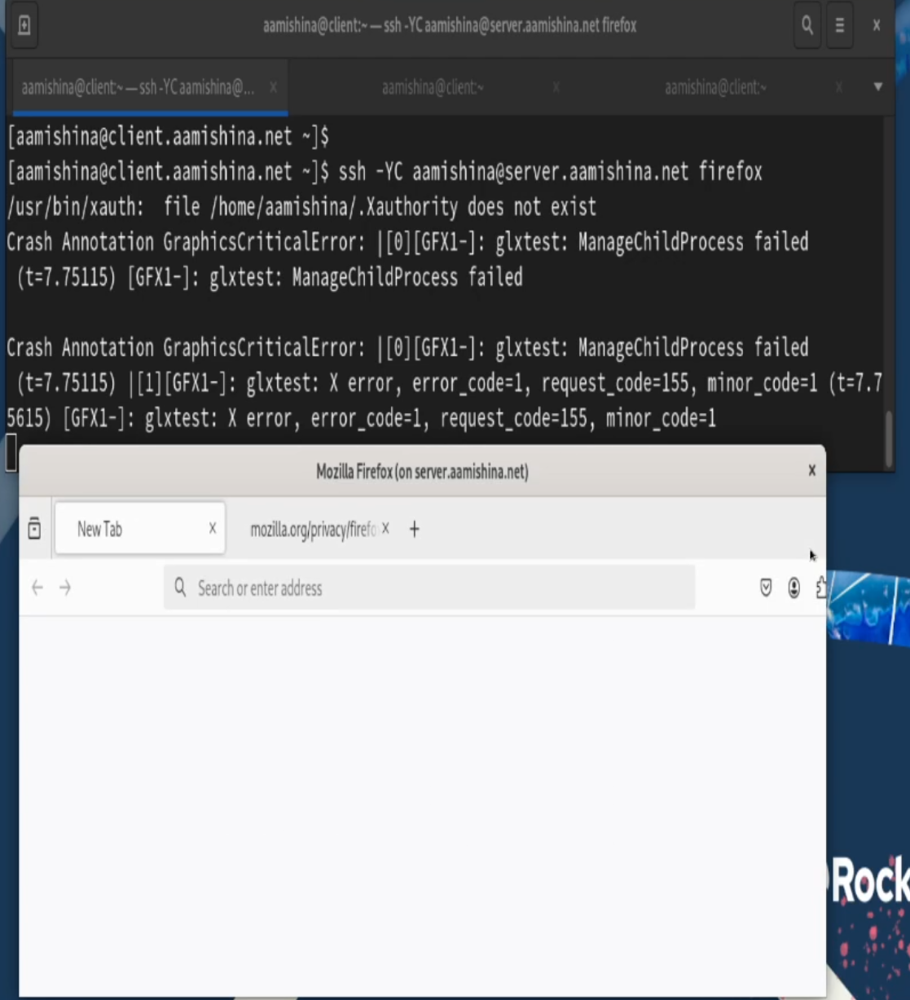 aamishina@client:~ — ssh -YC aamishina@server.aamishina.net firefox
aamishina@client:~ — ssh -YC aamishina@... aamishina@client:~ aamishina@client:~
[aamishina@client.aamishina.net ~]$
[aamishina@client.aamishina.net ~]$ ssh -YC aamishina@server.aamishina.net firefox
/usr/bin/xauth:  file /home/aamishina/.Xauthority does not exist
Crash Annotation GraphicsCriticalError: |[0][GFX1-]: glxtest: ManageChildProcess failed
(t=7.75115) [GFX1-]: glxtest: ManageChildProcess failed
Crash Annotation GraphicsCriticalError: |[0][GFX1-]: glxtest: ManageChildProcess failed
(t=7.75115) |[1][GFX1-]: glxtest: X error, error_code=1, request_code=155, minor_code=1 (t=7.7
5615) [GFX1-]: glxtest: X error, error_code=1, request_code=155, minor_code=1
Mozilla Firefox (on server.aamishina.net)
New Tab mozilla.org/privacy/firefo
Search or enter address
Rock